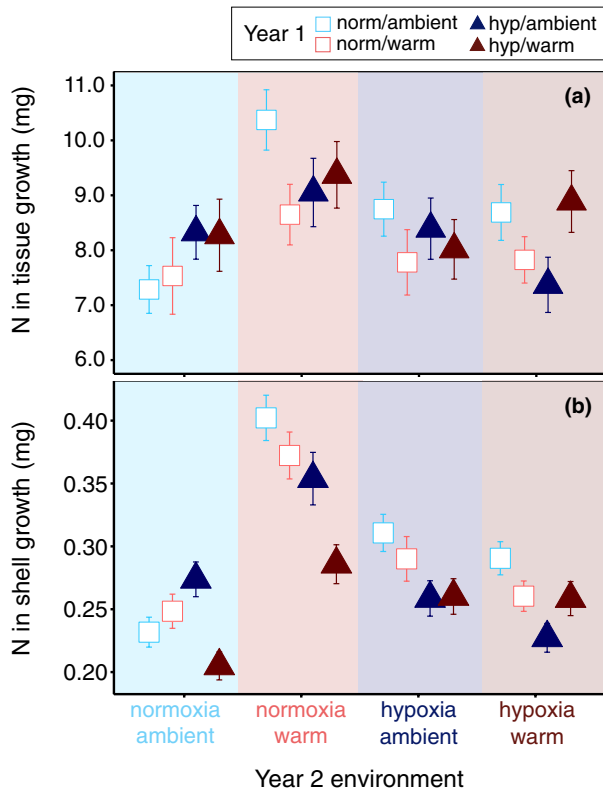 Year 1
norm/ambient
hyp/ambient
norm/warm
hyp/warm
(a)
N in tissue growth (mg)
11.0
10.0
9.0
8.0
7.0
6.0
(b)
N in shell growth (mg)
0.40
0.35
0.30
0.25
0.20
normoxia
ambient
normoxia
warm
hypoxia
ambient
hypoxia
warm
Year 2 environment